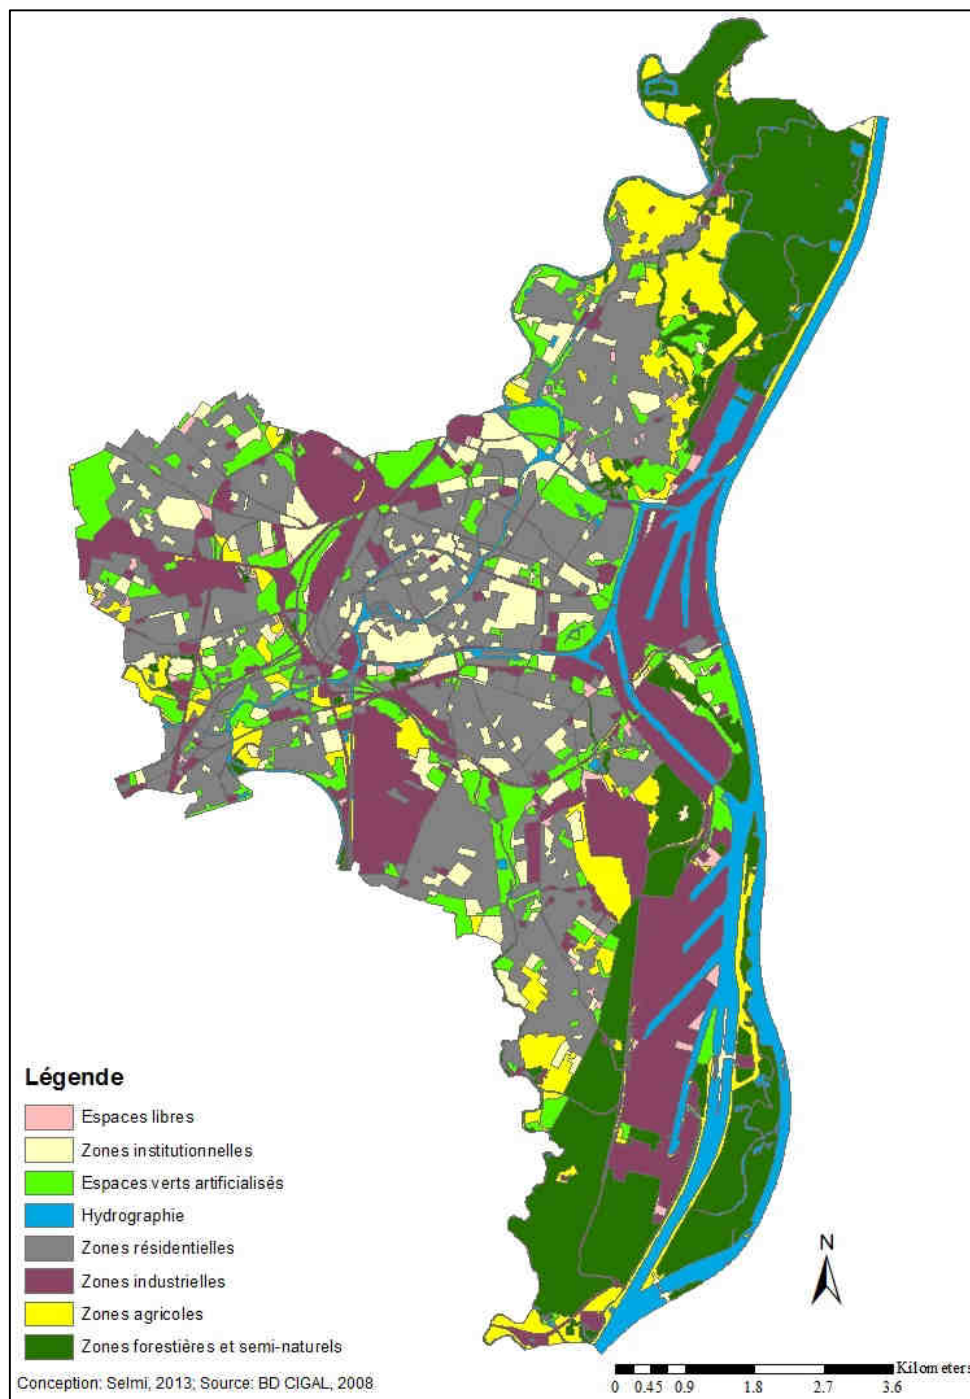 Légende
Espaces libres
Zones institutionnelles
Espaces verts artificialisés
Hydrographie
Zones résidentielles
Zones industrielles
Zones agricoles
Zones forestières et semi-naturels
Conception: Selmi, 2013; Source: BD CIGAL, 2008
N
Kilometers
0 0.45 0.9 1.8 2.7 3.6